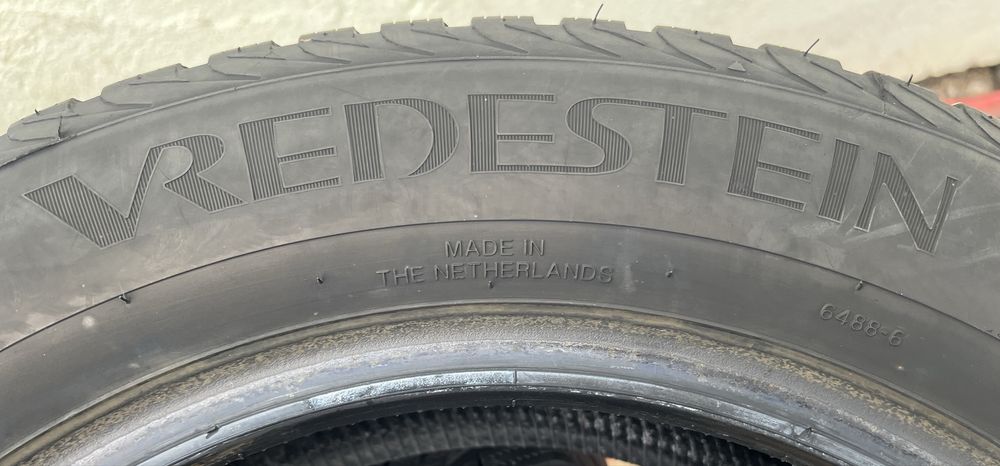 VREDESTEIN
MADE IN
THE NETHERLANDS
6488-6